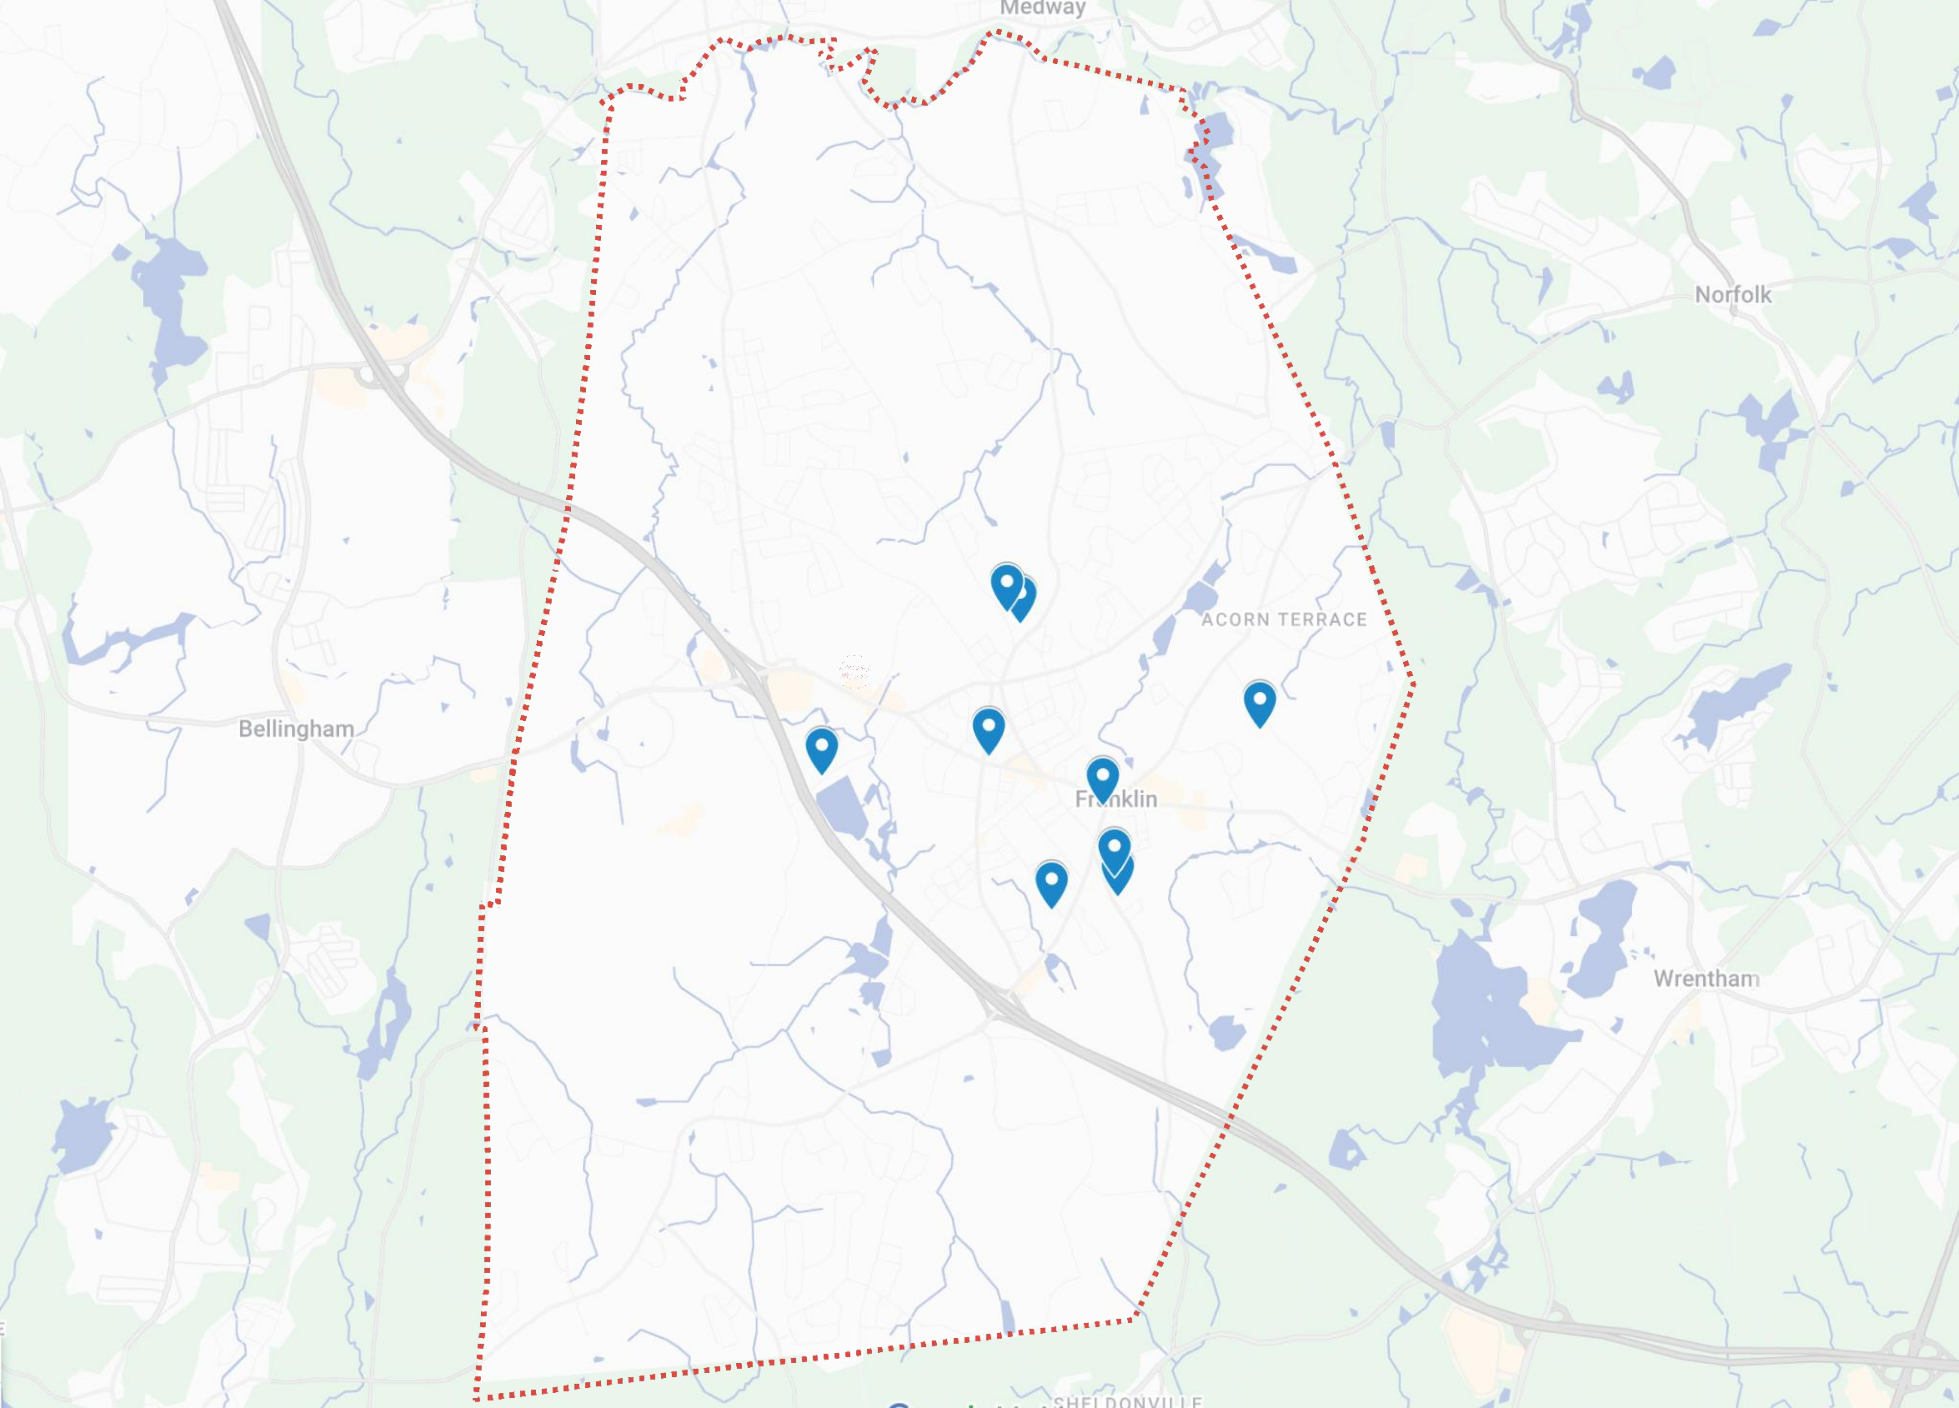 Medway
Norfolk
ACORN TERRACE
Bellingham
Franklin
Wrentham
SHELDONVILLE